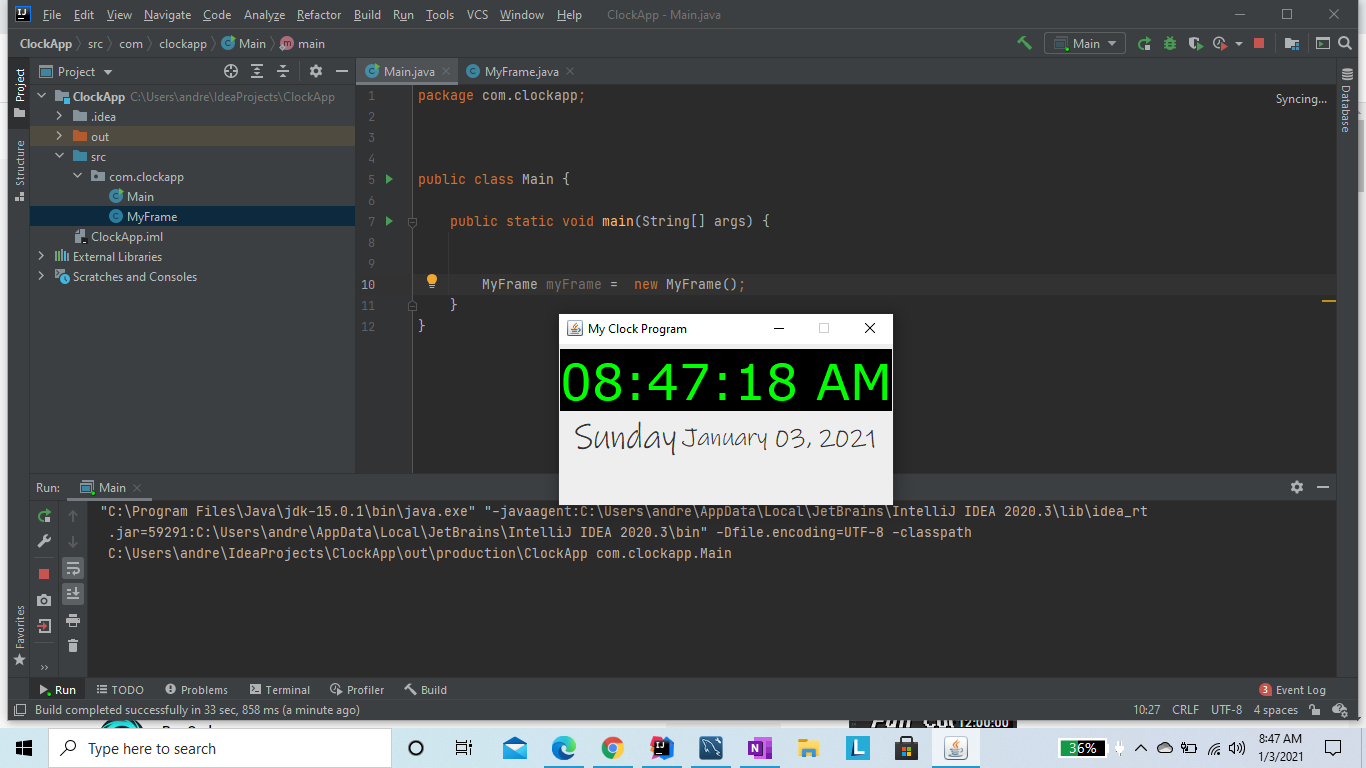 File Edit View Navigate Code Analyze Refactor Build Run Tools VCS Window Help ClockApp - Main.java
ClockApp src com clockapp Main main Main
Project
Project Main.java MyFrame.java
ClockApp C:\Users\andre\IdeaProjects\ClockApp
.idea
out
src
com.clockapp
Main
MyFrame
ClockApp.iml
External Libraries
Scratches and Consoles
Structure
Favorites
Database
Syncing...
1 package com.clockapp;
2
3
4
5 public class Main {
6
7 public static void main(String[] args) {
8
9
10 MyFrame myFrame =  new MyFrame();
11 }
12 }
My Clock Program
08:47:18 AM
Sunday January 03, 2021
Run: Main
"C:\Program Files\Java\jdk-15.0.1\bin\java.exe" "-javaagent:C:\Users\andre\AppData\Local\JetBrains\IntelliJ IDEA 2020.3\lib\idea_rt
.jar=59291:C:\Users\andre\AppData\Local\JetBrains\IntelliJ IDEA 2020.3\bin" -Dfile.encoding=UTF-8 -classpath
C:\Users\andre\IdeaProjects\ClockApp\out\production\ClockApp com.clockapp.Main
Run TODO Problems Terminal Profiler Build 3 Event Log
Build completed successfully in 33 sec, 858 ms (a minute ago) 10:27 CRLF UTF-8 4 spaces
12:00:00
Type here to search 36% 8:47 AM
1/3/2021